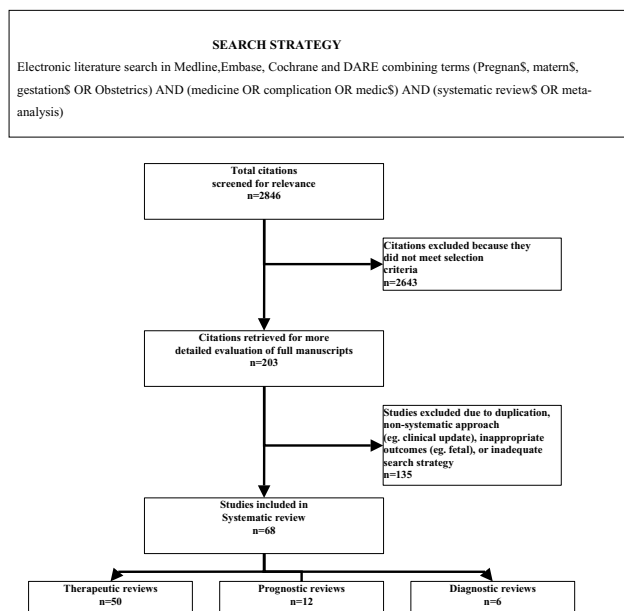 SEARCH STRATEGY
Electronic literature search in Medline,Embase, Cochrane and DARE combining terms (Pregnan$, matern$,
gestation$ OR Obstetrics) AND (medicine OR complication OR medic$) AND (systematic review$ OR meta-
analysis)
Total citations
screened for relevance
n=2846
Citations excluded because they
did not meet selection
criteria
n=2643
Citations retrieved for more
detailed evaluation of full manuscripts
n=203
Studies excluded due to duplication,
non-systematic approach
(eg. clinical update), inappropriate
outcomes (eg. fetal), or inadequate
search strategy
n=135
Studies included in
Systematic review
n=68
Therapeutic reviews
n=50
Prognostic reviews
n=12
Diagnostic reviews
n=6